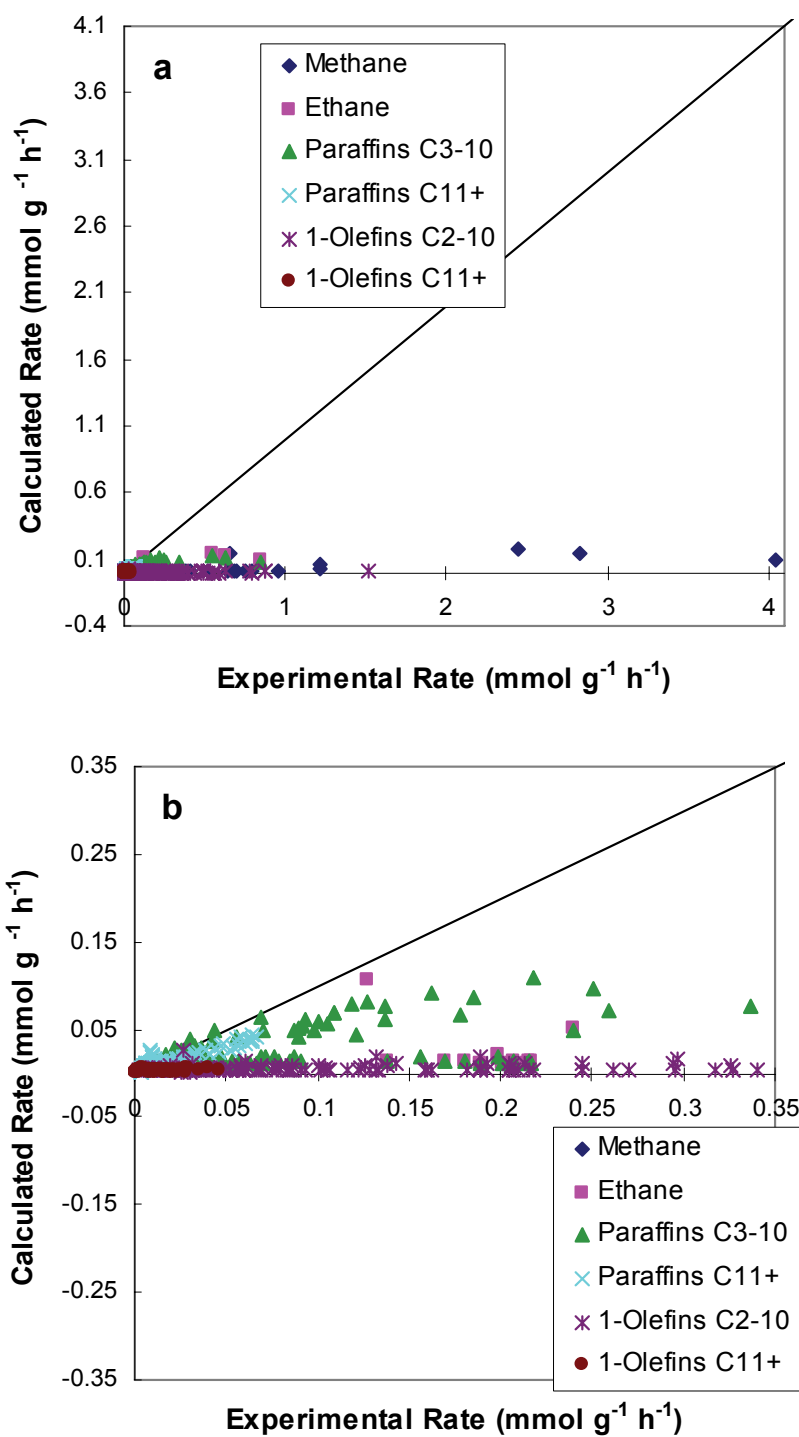 4.1
3.6
3.1
2.6
2.1
1.6
1.1
0.6
0.1
-0.4
a
Methane
Ethane
Paraffins C3-10
Paraffins C11+
1-Olefins C2-10
1-Olefins C11+
0 1 2 3 4
Calculated Rate (mmol g ⁻¹ h⁻¹)
Experimental Rate (mmol g⁻¹ h⁻¹)
0.35
0.25
0.15
0.05
-0.05
-0.15
-0.25
-0.35
b
0 0.05 0.1 0.15 0.2 0.25 0.3 0.35
Methane
Ethane
Paraffins C3-10
Paraffins C11+
1-Olefins C2-10
1-Olefins C11+
Calculated Rate (mmol g ⁻¹ h⁻¹)
Experimental Rate (mmol g⁻¹ h⁻¹)